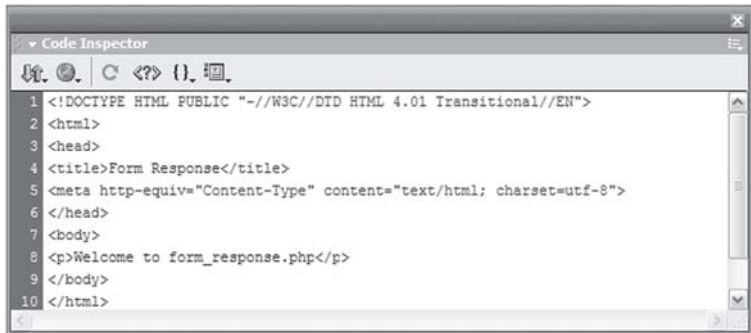 Code Inspector
1 <!DOCTYPE HTML PUBLIC "-//W3C//DTD HTML 4.01 Transitional//EN">
2 <html>
3 <head>
4 <title>Form Response</title>
5 <meta http-equiv="Content-Type" content="text/html; charset=utf-8">
6 </head>
7 <body>
8 <p>Welcome to form_response.php</p>
9 </body>
10 </html>